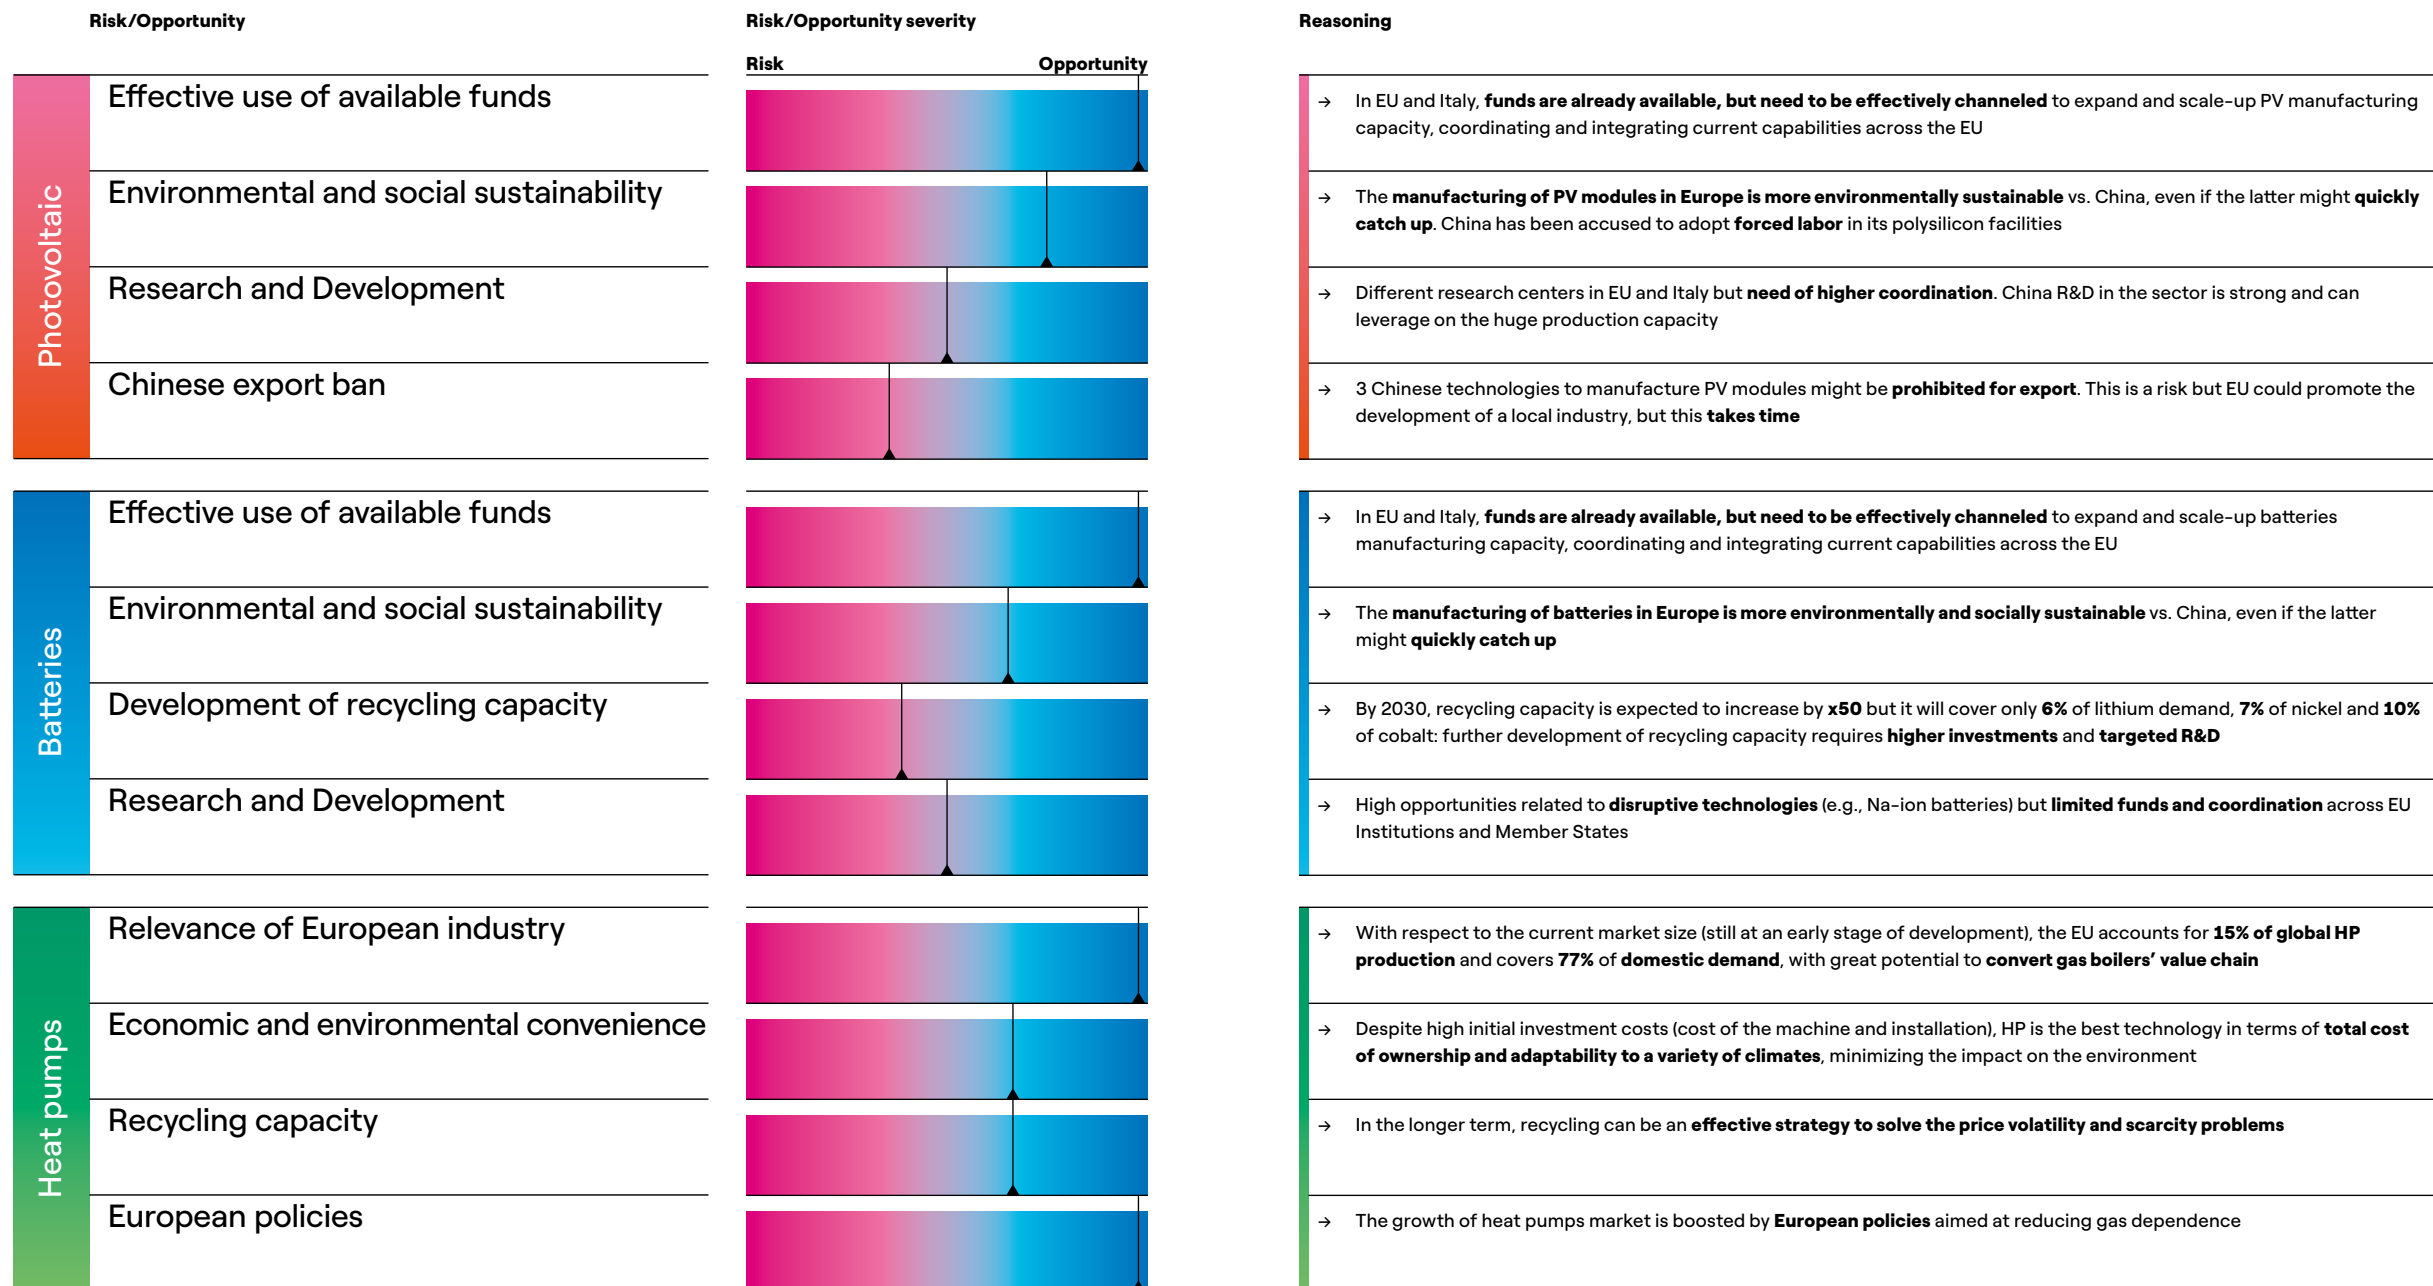 Risk/Opportunity
Risk/Opportunity severity
Reasoning
Risk
Opportunity
Photovoltaic
Effective use of available funds
→ In EU and Italy, funds are already available, but need to be effectively channeled to expand and scale-up PV manufacturing
capacity, coordinating and integrating current capabilities across the EU
Environmental and social sustainability
→ The manufacturing of PV modules in Europe is more environmentally sustainable vs. China, even if the latter might quickly
catch up. China has been accused to adopt forced labor in its polysilicon facilities
Research and Development
→ Different research centers in EU and Italy but need of higher coordination. China R&D in the sector is strong and can
leverage on the huge production capacity
Chinese export ban
→ 3 Chinese technologies to manufacture PV modules might be prohibited for export. This is a risk but EU could promote the
development of a local industry, but this takes time
Batteries
Effective use of available funds
→ In EU and Italy, funds are already available, but need to be effectively channeled to expand and scale-up batteries
manufacturing capacity, coordinating and integrating current capabilities across the EU
Environmental and social sustainability
→ The manufacturing of batteries in Europe is more environmentally and socially sustainable vs. China, even if the latter
might quickly catch up
Development of recycling capacity
→ By 2030, recycling capacity is expected to increase by x50 but it will cover only 6% of lithium demand, 7% of nickel and 10%
of cobalt: further development of recycling capacity requires higher investments and targeted R&D
Research and Development
→ High opportunities related to disruptive technologies (e.g., Na-ion batteries) but limited funds and coordination across EU
Institutions and Member States
Heat pumps
Relevance of European industry
→ With respect to the current market size (still at an early stage of development), the EU accounts for 15% of global HP
production and covers 77% of domestic demand, with great potential to convert gas boilers’ value chain
Economic and environmental convenience
→ Despite high initial investment costs (cost of the machine and installation), HP is the best technology in terms of total cost
of ownership and adaptability to a variety of climates, minimizing the impact on the environment
Recycling capacity
→ In the longer term, recycling can be an effective strategy to solve the price volatility and scarcity problems
European policies
→ The growth of heat pumps market is boosted by European policies aimed at reducing gas dependence